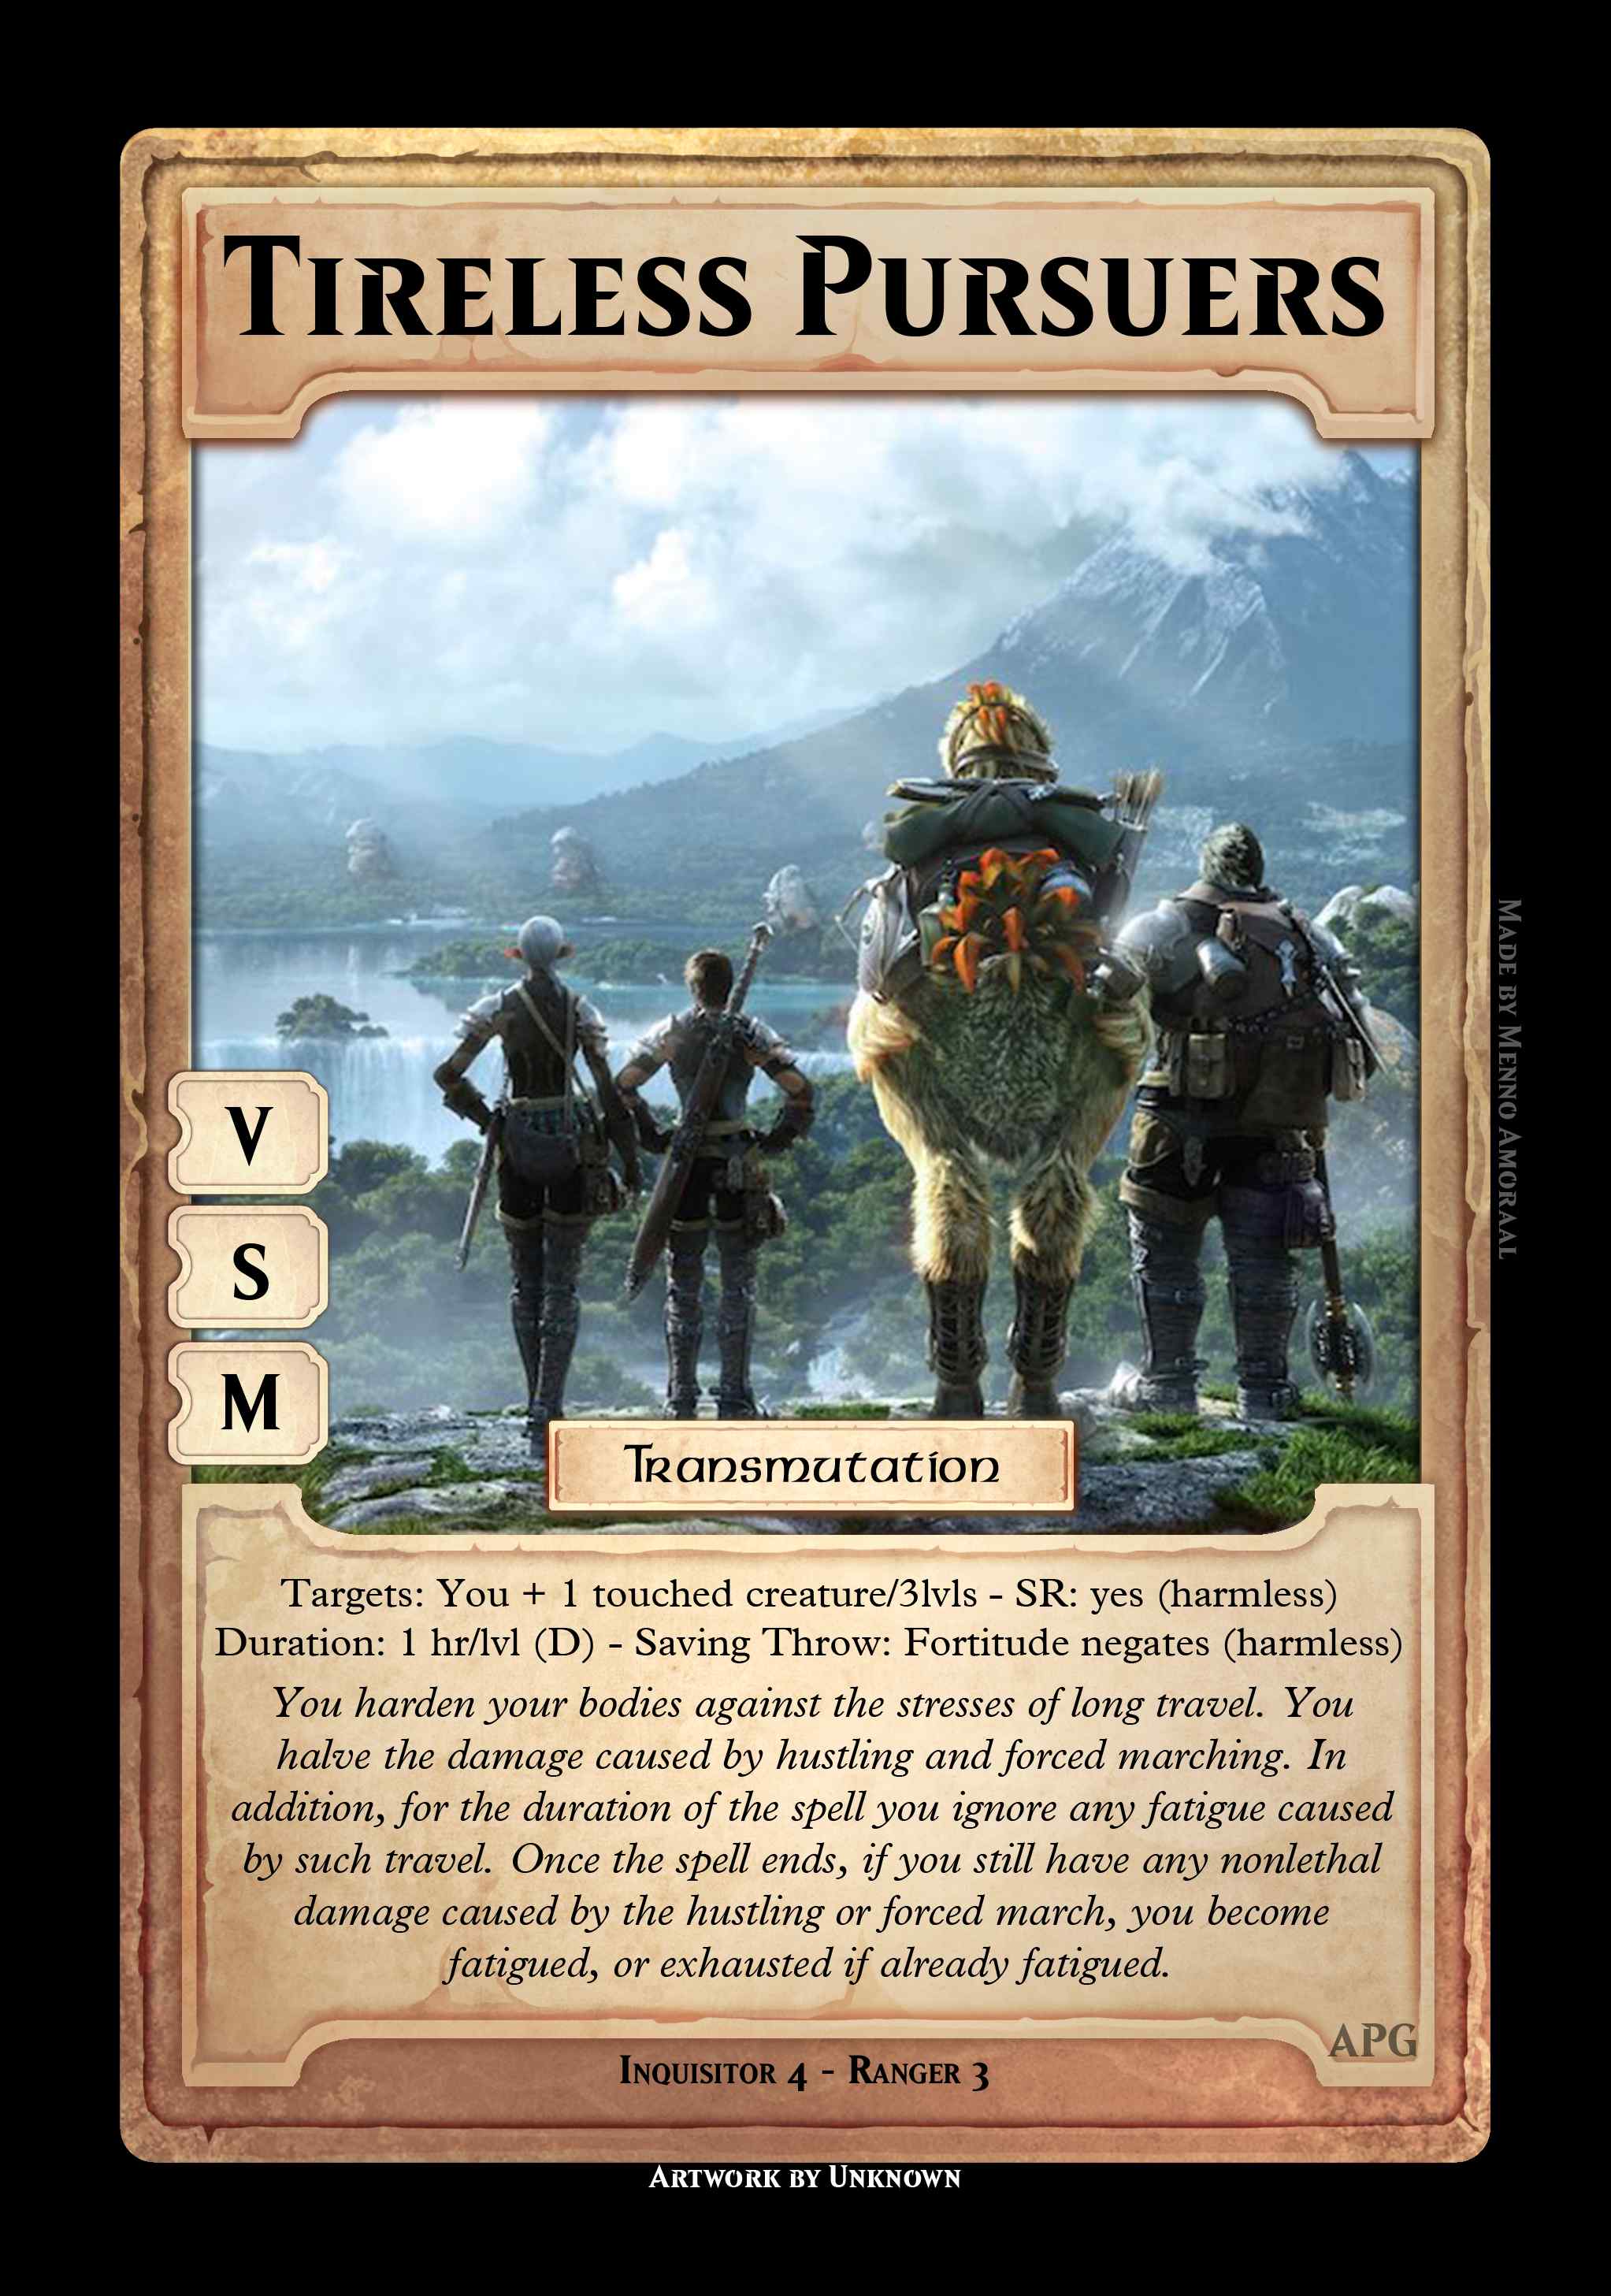 Tireless Pursuers
V
S
M
Transmutation
Targets: You + 1 touched creature/3lvls - SR: yes (harmless)
Duration: 1 hr/lvl (D) - Saving Throw: Fortitude negates (harmless)
You harden your bodies against the stresses of long travel. You
halve the damage caused by hustling and forced marching. In
addition, for the duration of the spell you ignore any fatigue caused
by such travel. Once the spell ends, if you still have any nonlethal
damage caused by the hustling or forced march, you become
fatigued, or exhausted if already fatigued.
APG
Inquisitor 4 - Ranger 3
Artwork by Unknown
Made by Menno Amoraal